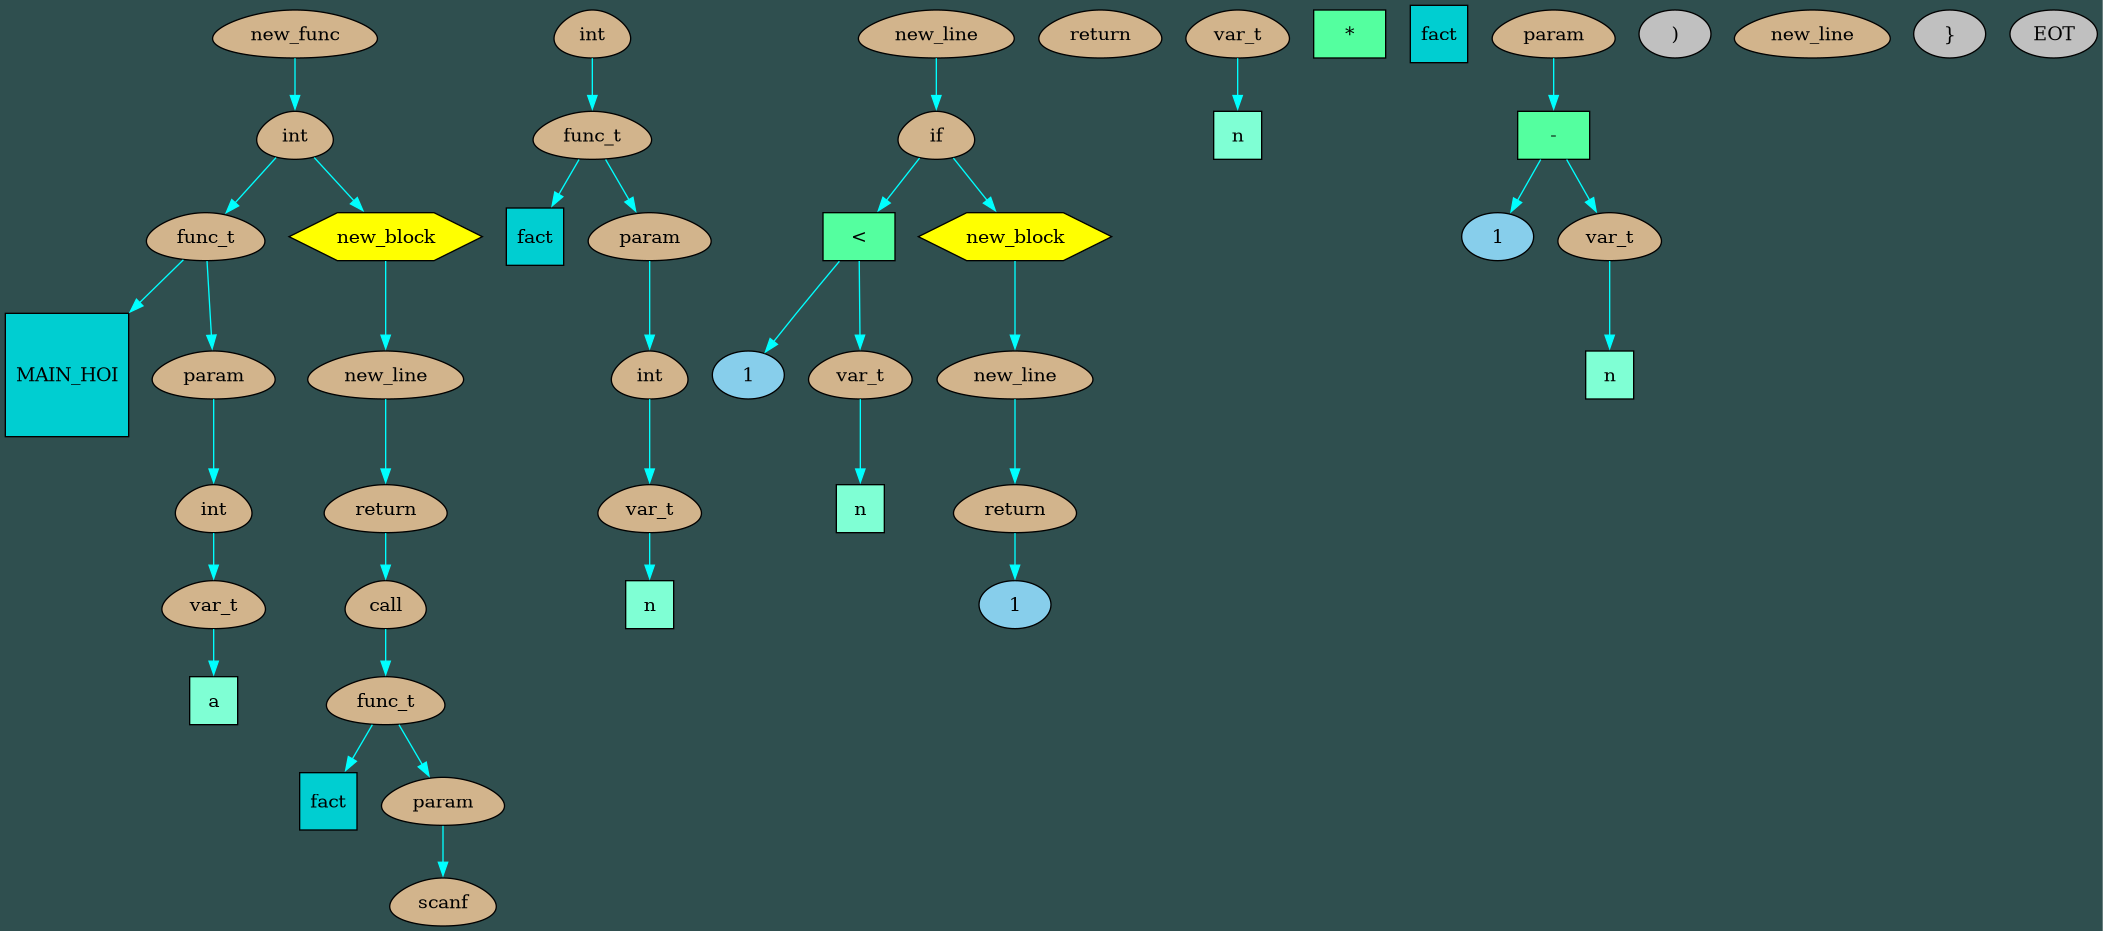 new_func int new_line return var_t * fact param ) new_line } EOT
int func_t if n -
func_t new_block fact param < new_block 1 var_t
MAIN_HOI param new_line int 1 var_t new_line n
int return var_t n return
var_t call n 1
a func_t
fact param
scanf